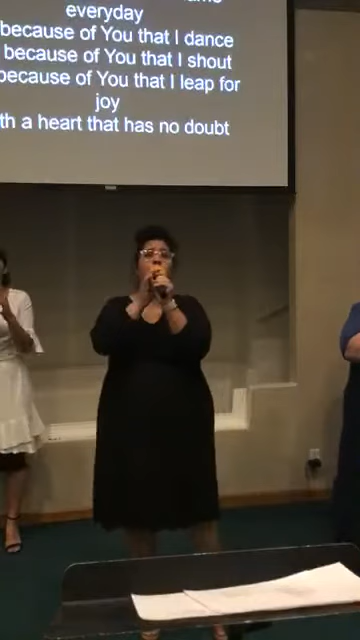 everyday
because of You that I dance
because of You that I shout
because of You that I leap for
joy
a heart that has no doubt